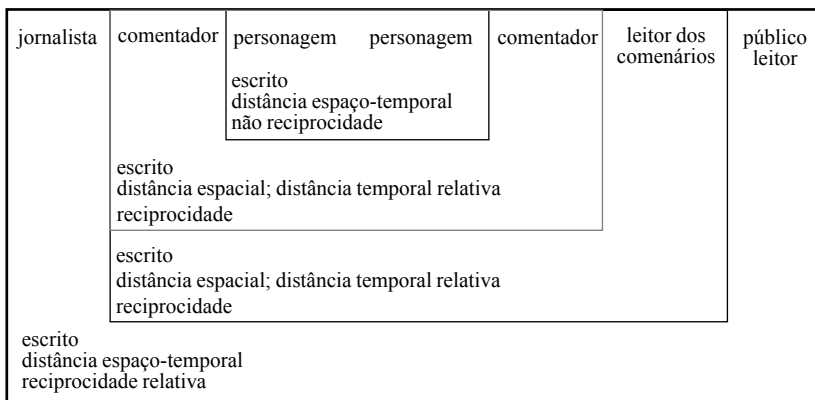 jornalista
comentador
personagem personagem
comentador
leitor dos
comenários
público
leitor
escrito
distância espaço-temporal
não reciprocidade
escrito
distância espacial; distância temporal relativa
reciprocidade
escrito
distância espacial; distância temporal relativa
reciprocidade
escrito
distância espaço-temporal
reciprocidade relativa